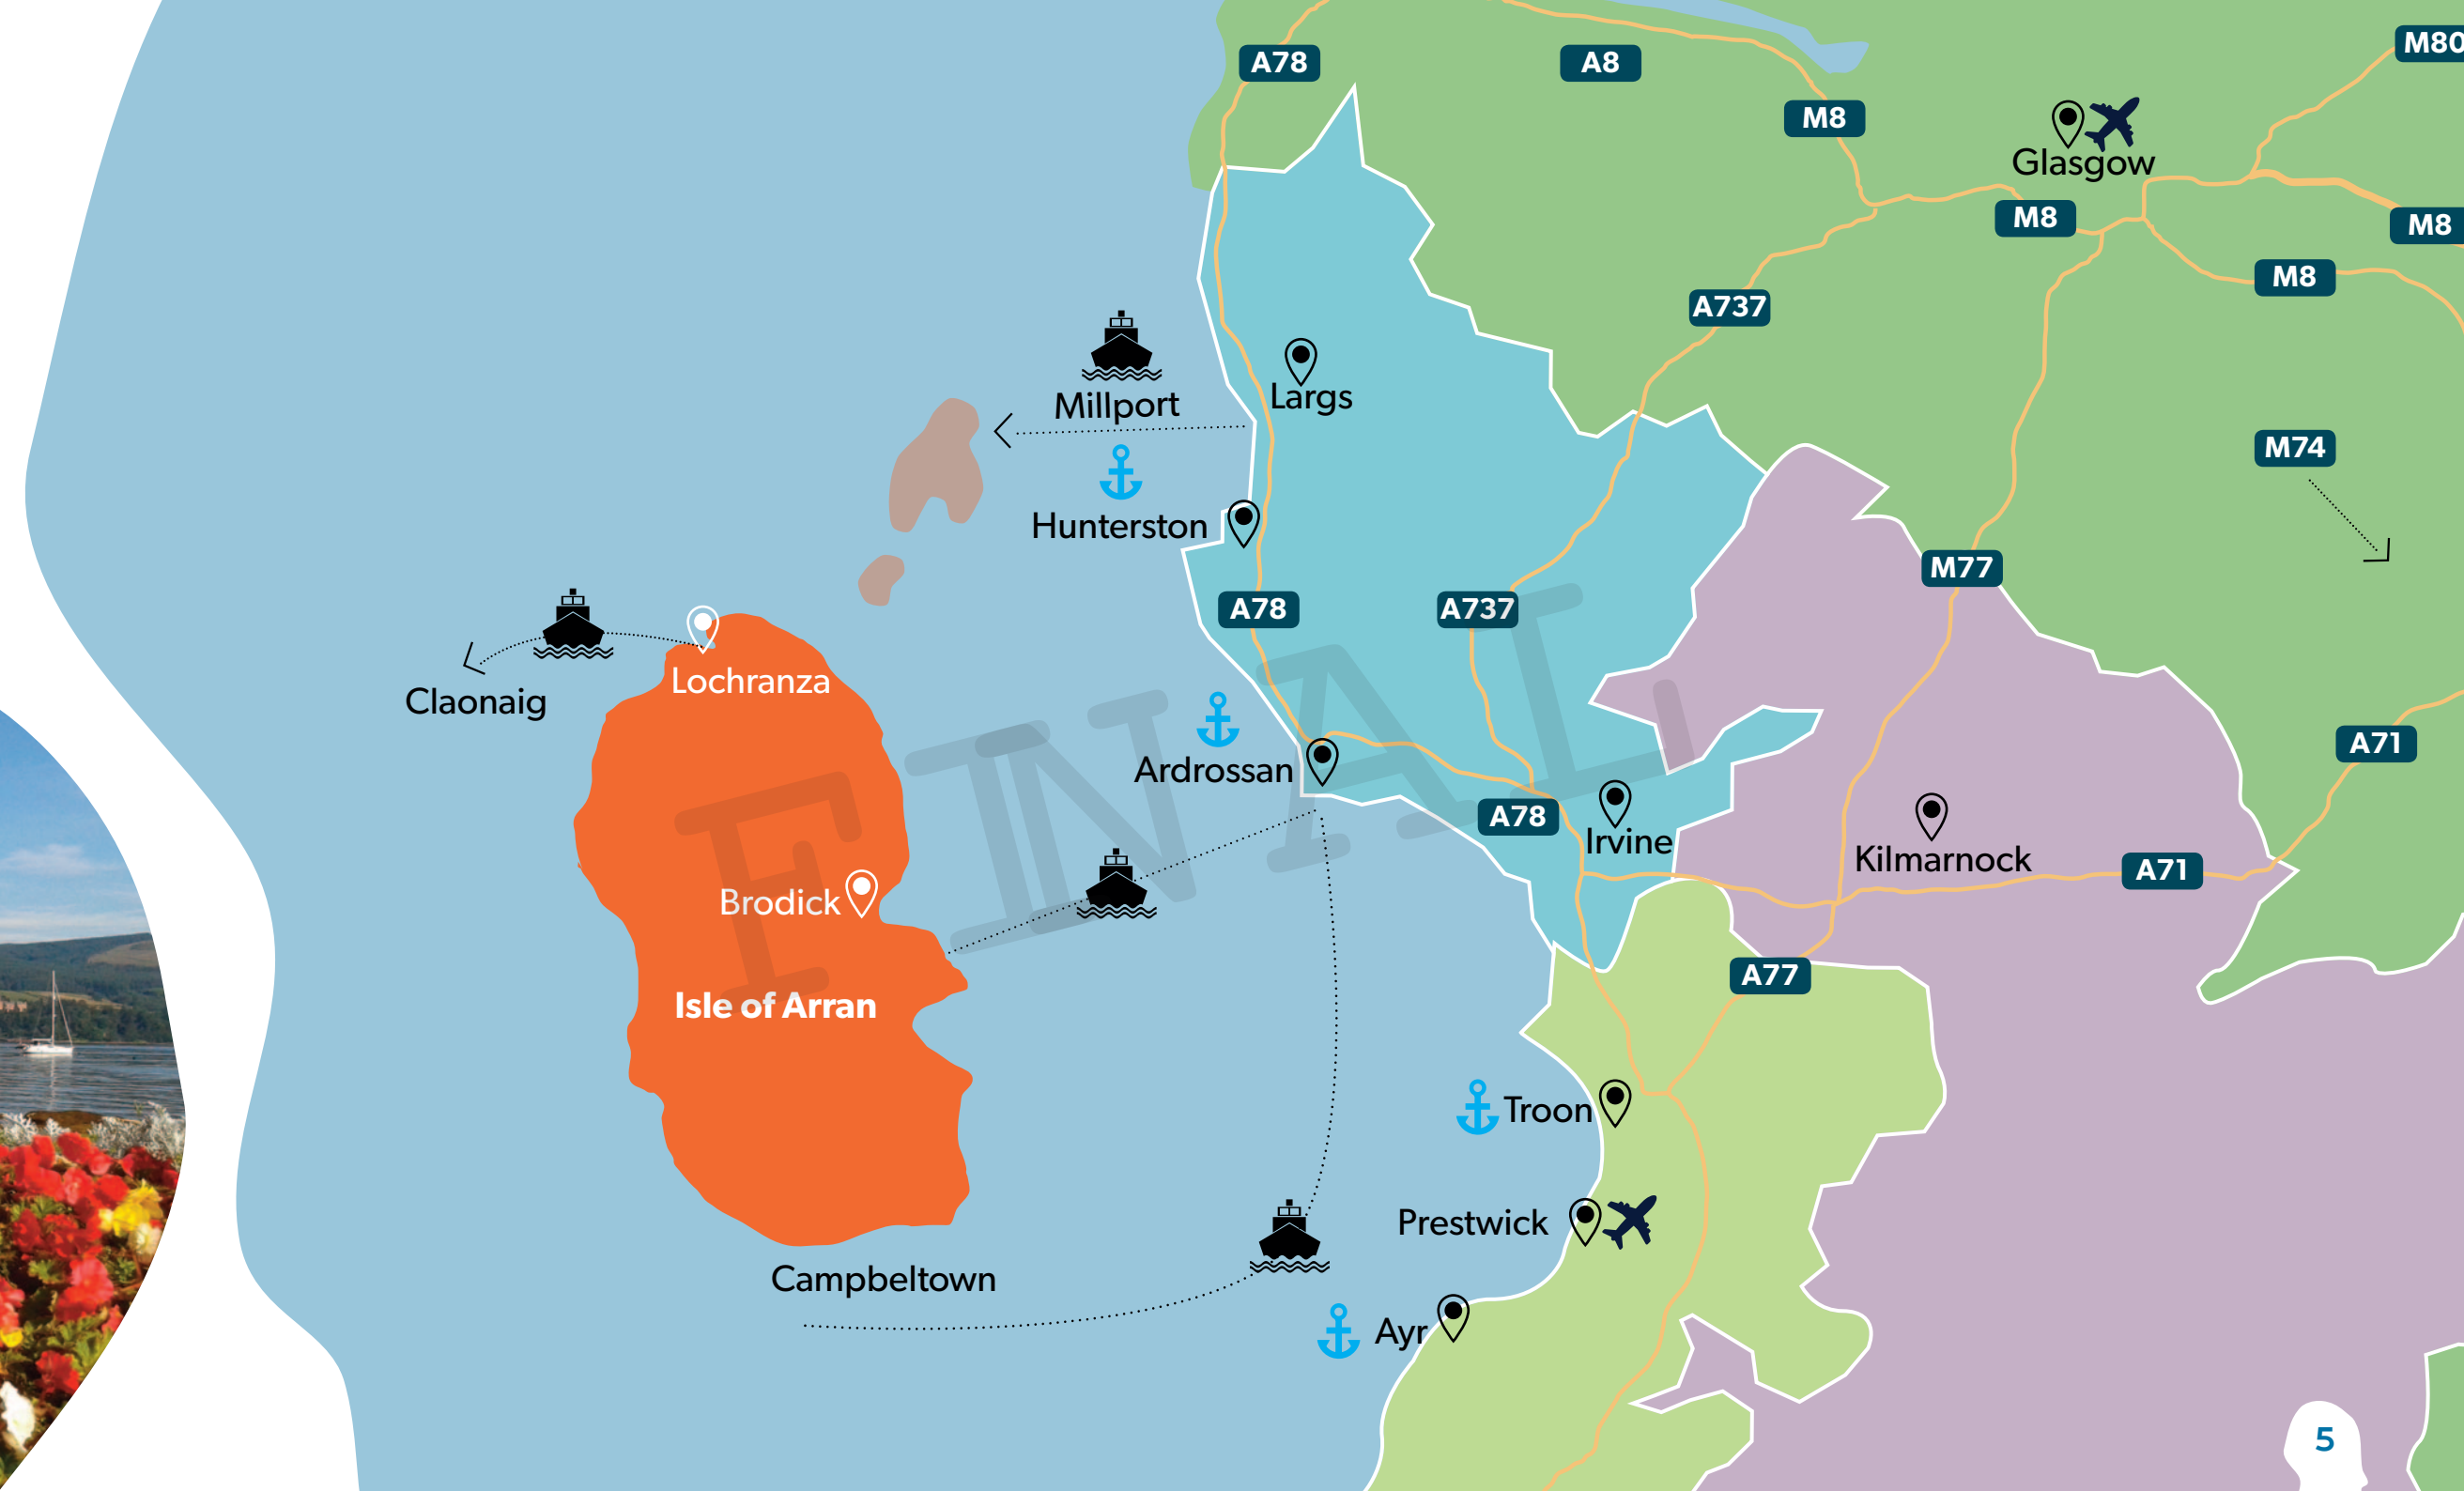 A78
A8
M80
M8
Glasgow
M8
M8
M8
A737
Millport
Largs
M74
Hunterston
M77
A78
A737
Claonaig
Lochranza
Ardrossan
A71
A78
Irvine
Kilmarnock
A71
Brodick
A77
Isle of Arran
FINAL
Troon
Prestwick
Campbeltown
Ayr
5